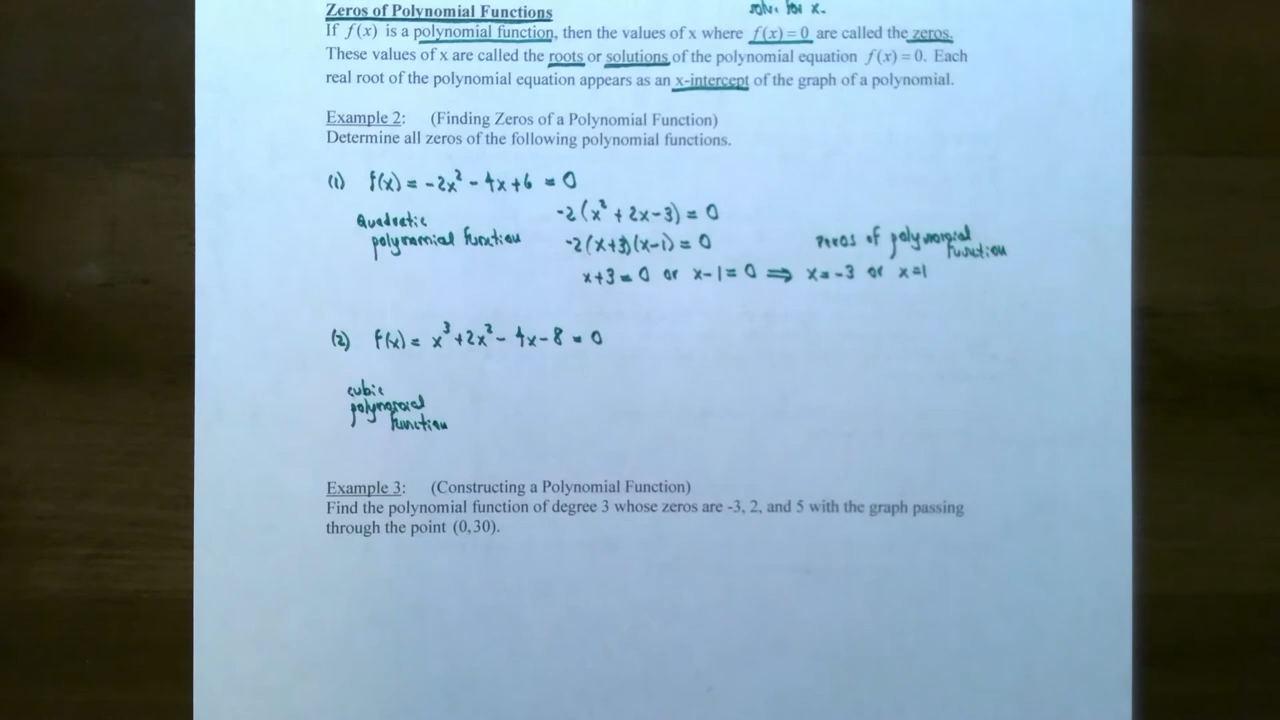 Zeros of Polynomial Functions
solve for x.
If f(x) is a polynomial function, then the values of x where f(x) = 0 are called the zeros.
These values of x are called the roots or solutions of the polynomial equation f(x) = 0. Each
real root of the polynomial equation appears as an x-intercept of the graph of a polynomial.
Example 2: (Finding Zeros of a Polynomial Function)
Determine all zeros of the following polynomial functions.
(1) f(x) = -2x² - 4x + 6 = 0
Quadratic
polynomial function
-2(x² + 2x - 3) = 0
-2(x+3)(x-1) = 0
zeros of polynomial
function
x+3 = 0 or x-1 = 0 ⇒ x = -3 or x = 1
(2) f(x) = x³ + 2x² - 4x - 8 = 0
cubic
polynomial
function
Example 3: (Constructing a Polynomial Function)
Find the polynomial function of degree 3 whose zeros are -3, 2, and 5 with the graph passing
through the point (0,30).